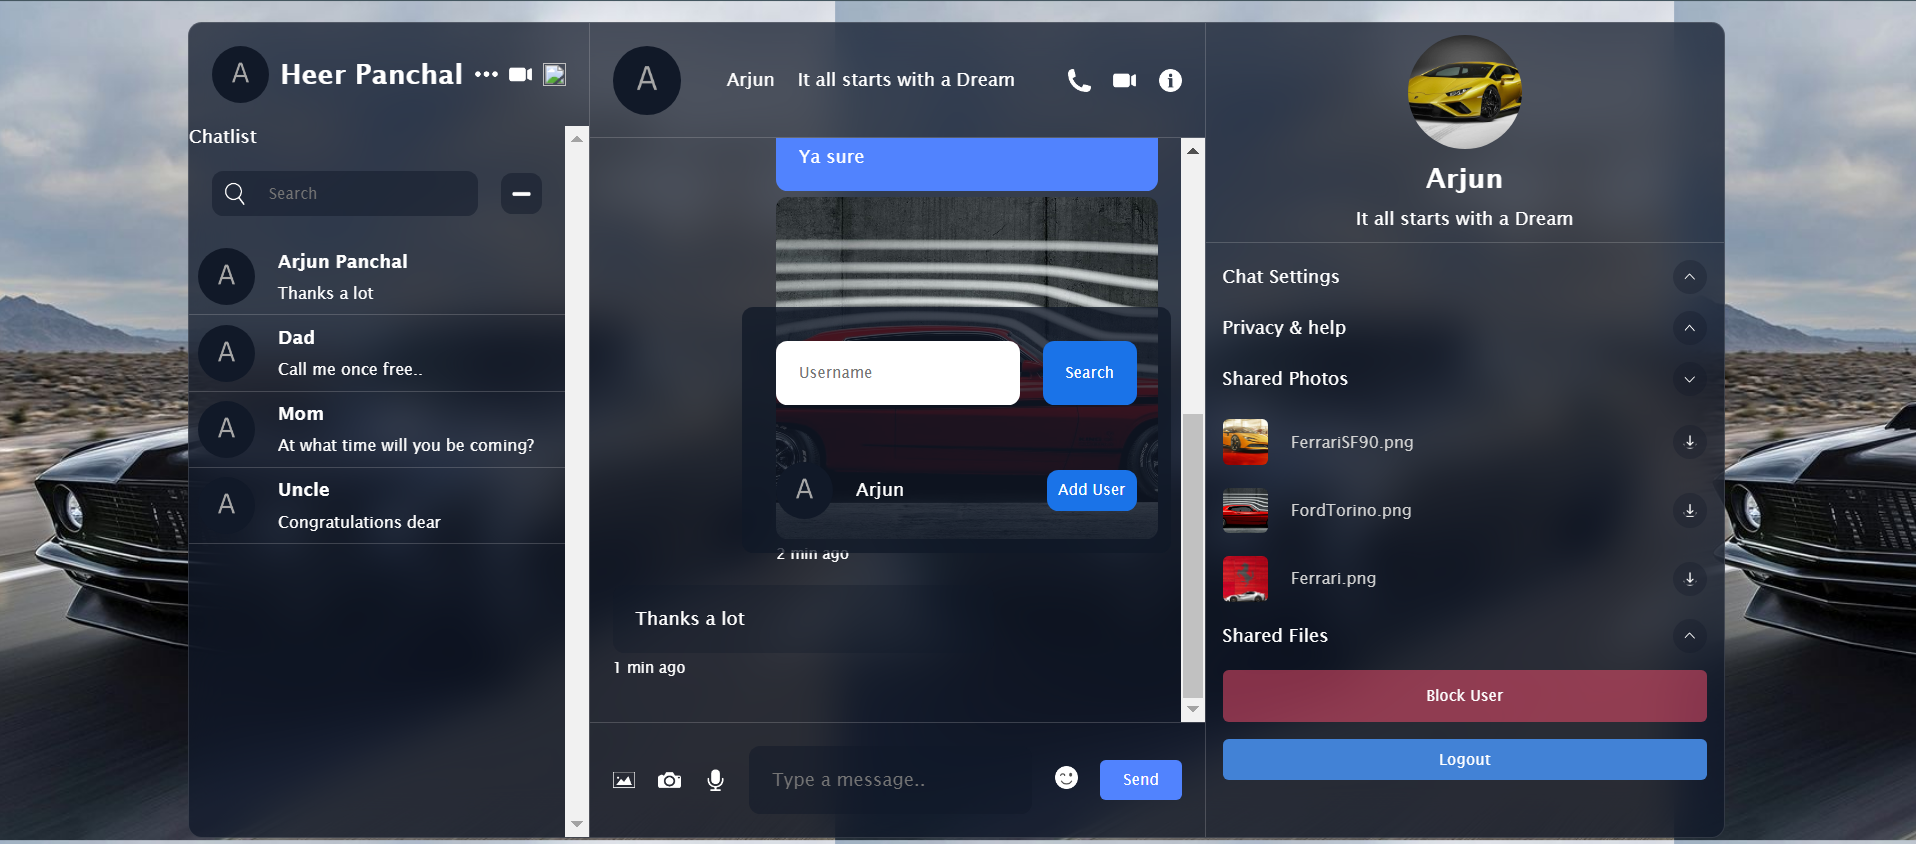 A
Heer Panchal
Chatlist
Search
A
Arjun Panchal
Thanks a lot
A
Dad
Call me once free..
A
Mom
At what time will you be coming?
A
Uncle
Congratulations dear
A
Arjun It all starts with a Dream
Ya sure
Username
Search
A
Arjun
Add User
2 min ago
Thanks a lot
1 min ago
Type a message..
Send
Arjun
It all starts with a Dream
Chat Settings
Privacy & help
Shared Photos
FerrariSF90.png
FordTorino.png
Ferrari.png
Shared Files
Block User
Logout